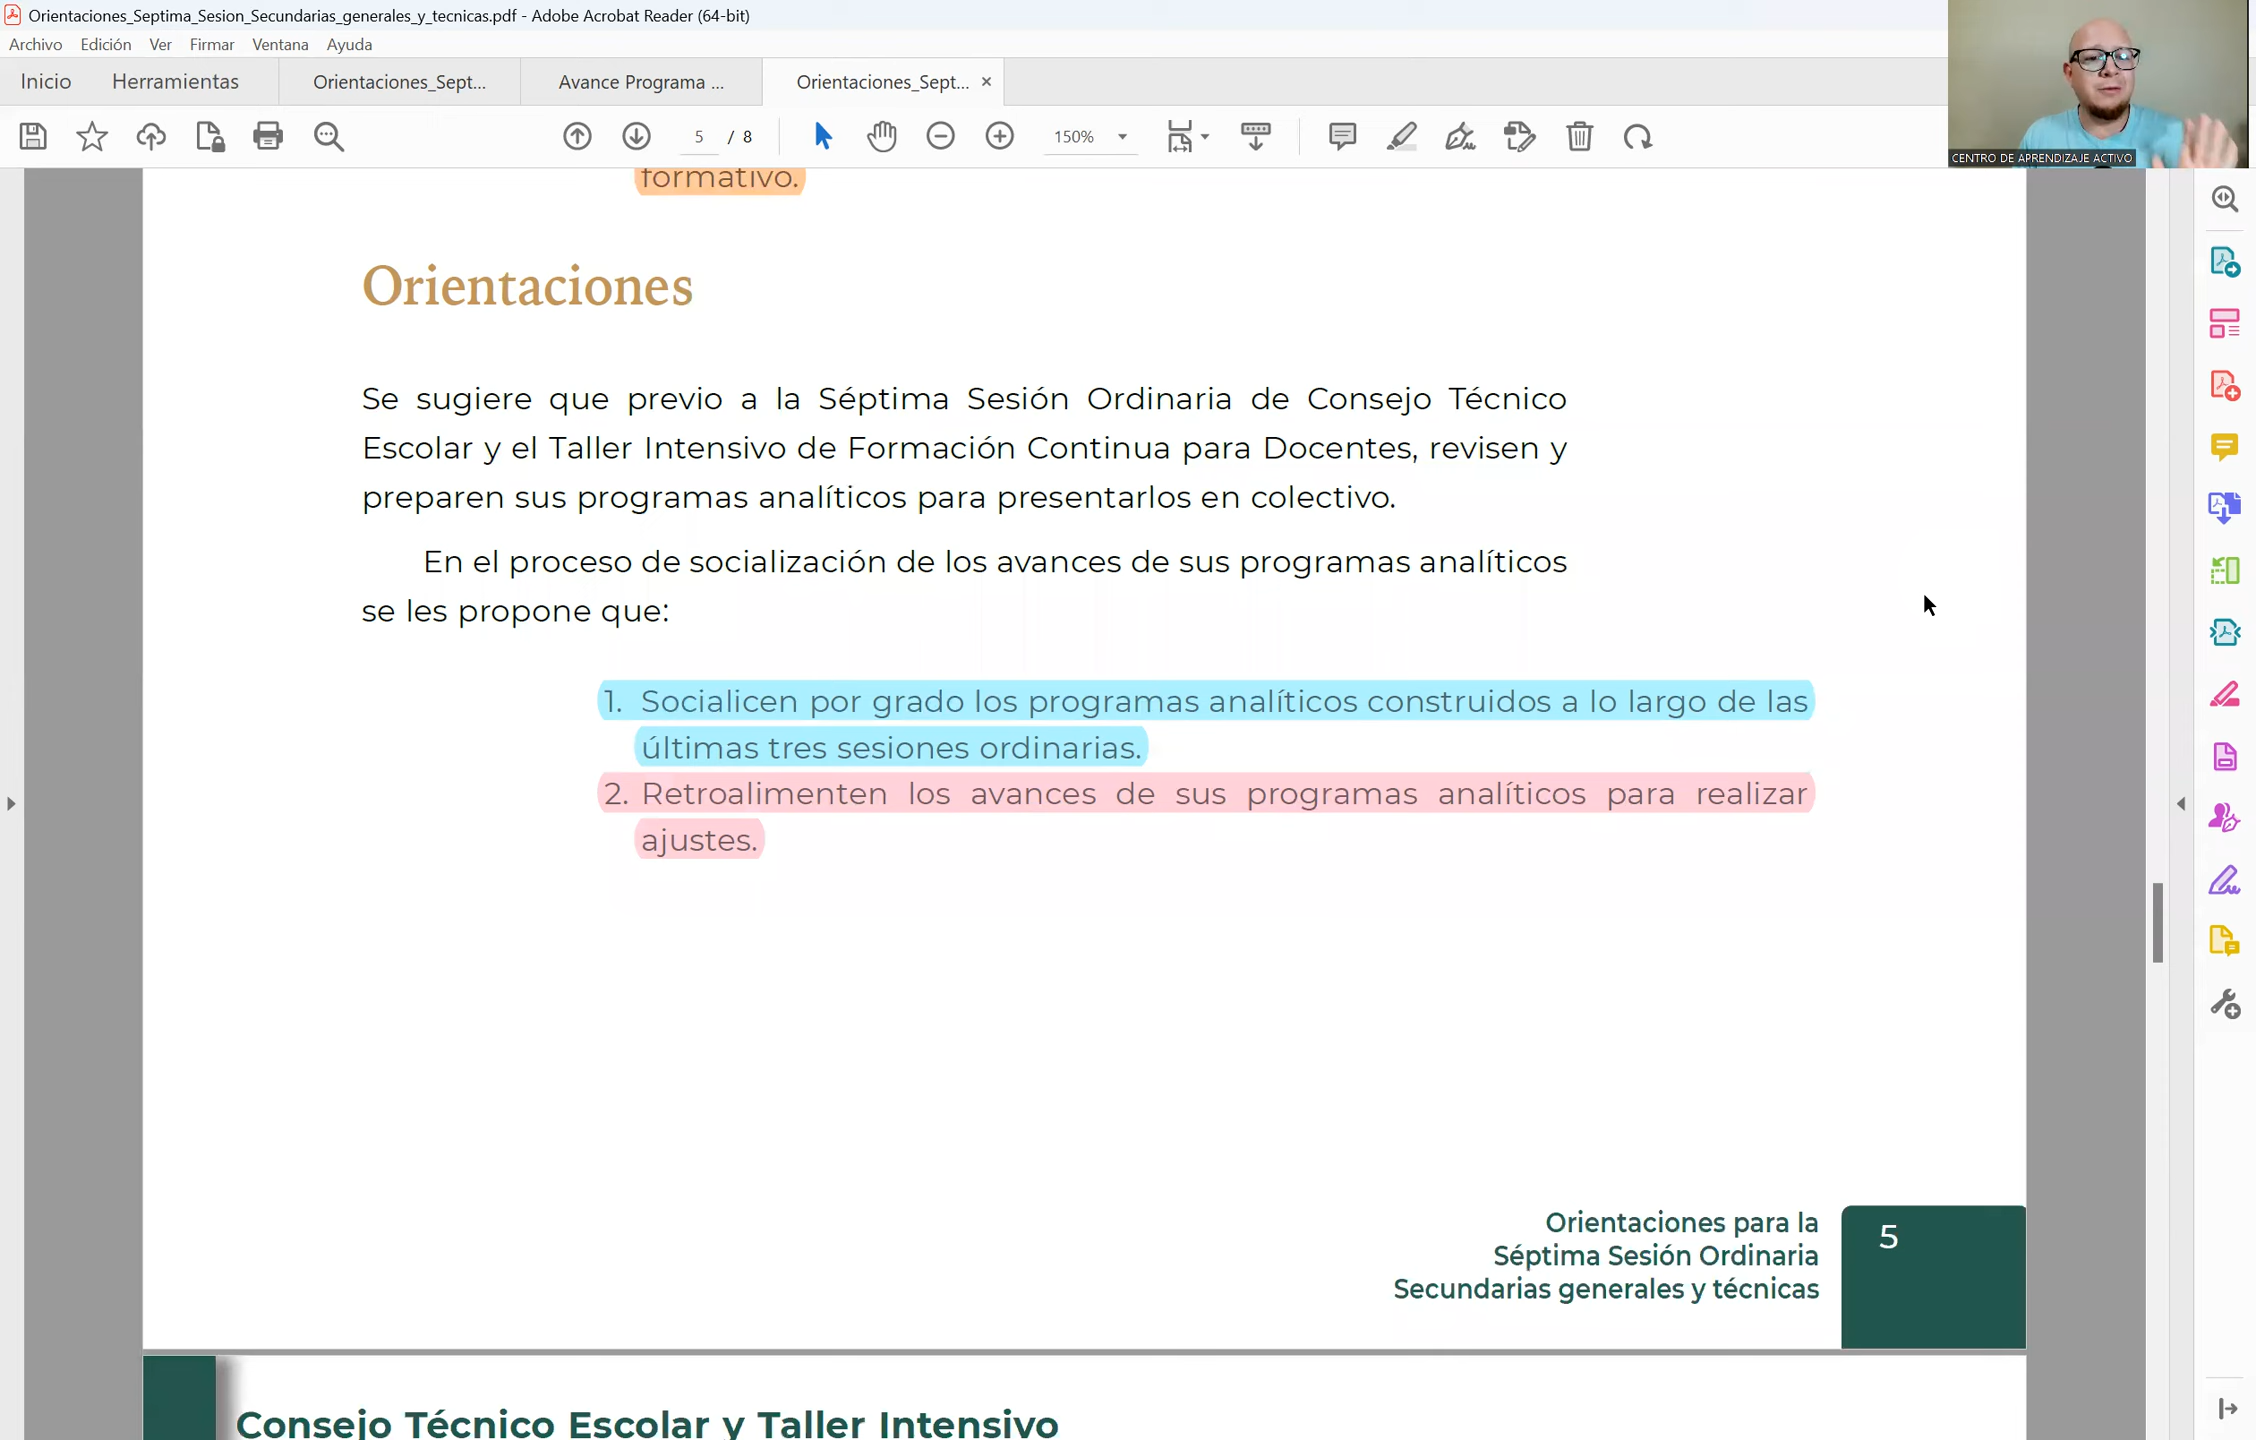 Orientaciones_Septima_Sesion_Secundarias_generales_y_tecnicas.pdf - Adobe Acrobat Reader (64-bit)
Archivo Edición Ver Firmar Ventana Ayuda
Inicio Herramientas Orientaciones_Sept... Avance Programa ... Orientaciones_Sept... ×
5 / 8 150%
CENTRO DE APRENDIZAJE ACTIVO
formativo.
Orientaciones
Se sugiere que previo a la Séptima Sesión Ordinaria de Consejo Técnico
Escolar y el Taller Intensivo de Formación Continua para Docentes, revisen y
preparen sus programas analíticos para presentarlos en colectivo.
En el proceso de socialización de los avances de sus programas analíticos
se les propone que:
1. Socialicen por grado los programas analíticos construidos a lo largo de las
últimas tres sesiones ordinarias.
2. Retroalimenten los avances de sus programas analíticos para realizar
ajustes.
Orientaciones para la
Séptima Sesión Ordinaria
Secundarias generales y técnicas
5
Consejo Técnico Escolar y Taller Intensivo